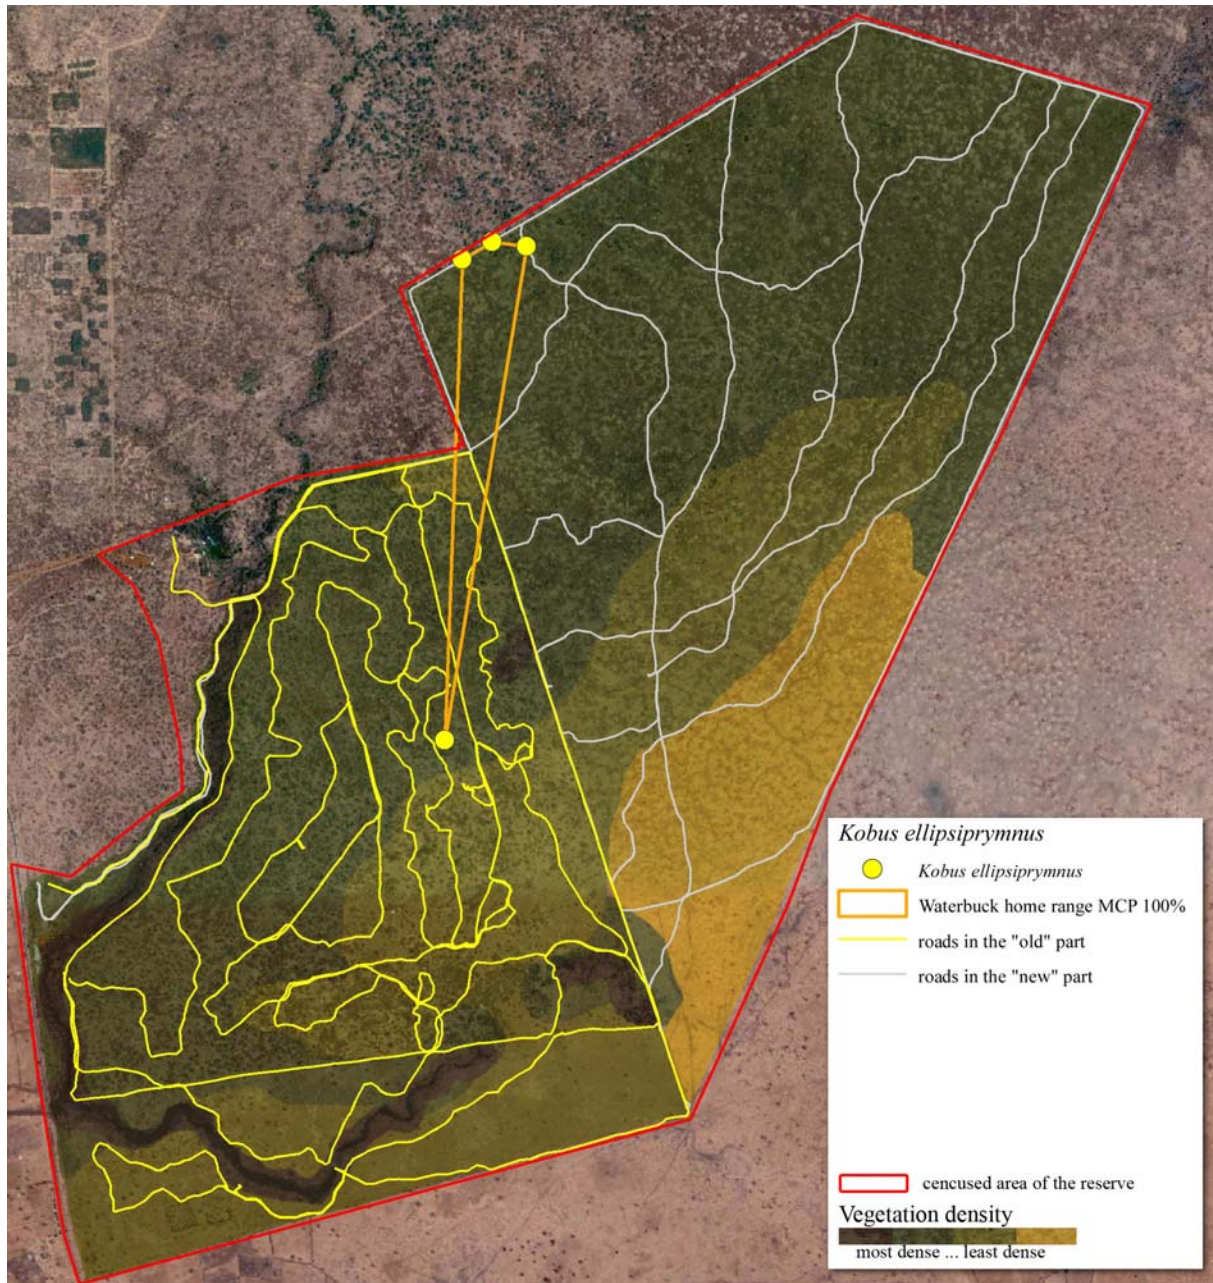 Kobus ellipsiprymnus
Kobus ellipsiprymnus
Waterbuck home range MCP 100%
roads in the "old" part
roads in the "new" part
cencused area of the reserve
Vegetation density
most dense ... least dense